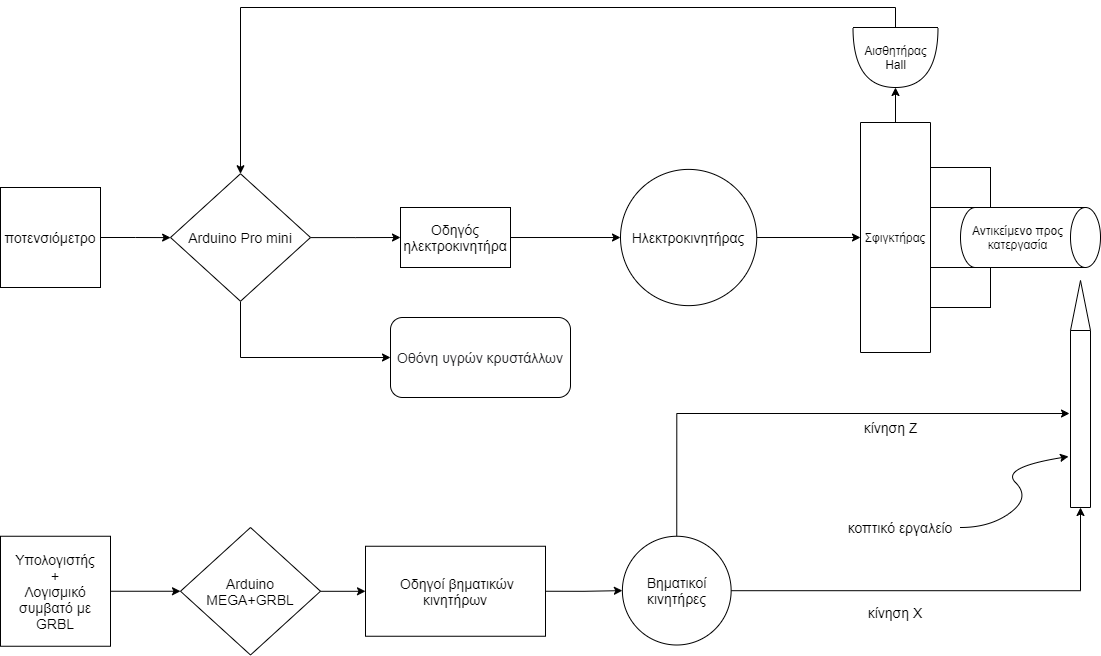 Αισθητήρας
Hall
ποτενσιόμετρο
Arduino Pro mini
Οδηγός
ηλεκτροκινητήρα
Ηλεκτροκινητήρας
Σφιγκτήρας
Αντικείμενο προς
κατεργασία
Οθόνη υγρών κρυστάλλων
κίνηση Z
κοπτικό εργαλείο
Υπολογιστής
+
Λογισμικό
συμβατό με
GRBL
Arduino
MEGA+GRBL
Οδηγοί βηματικών
κινητήρων
Βηματικοί
κινητήρες
κίνηση X